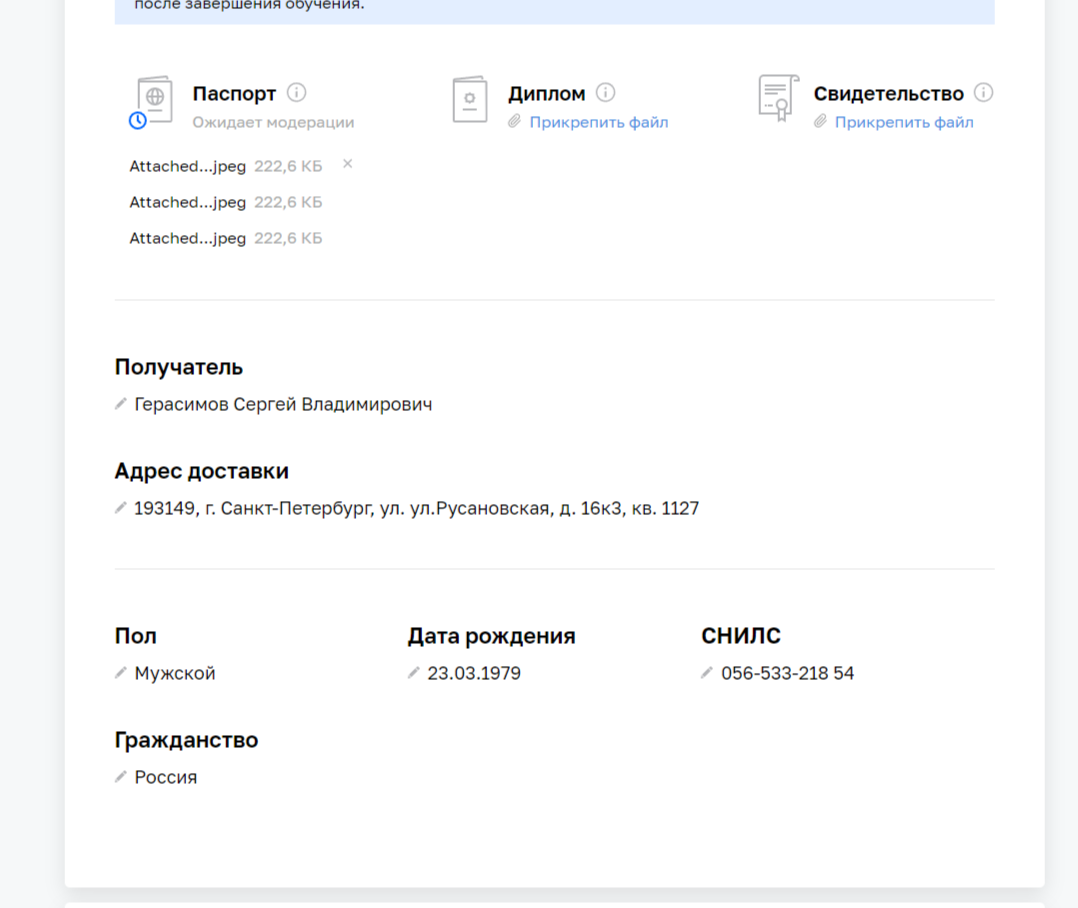 после завершения обучения.
Паспорт
Ожидает модерации
Диплом
Прикрепить файл
Свидетельство
Прикрепить файл
Attached...jpeg 222,6 КБ
Attached...jpeg 222,6 КБ
Attached...jpeg 222,6 КБ
Получатель
Герасимов Сергей Владимирович
Адрес доставки
193149, г. Санкт-Петербург, ул. ул.Русановская, д. 16к3, кв. 1127
Пол
Мужской
Дата рождения
23.03.1979
СНИЛС
056-533-218 54
Гражданство
Россия